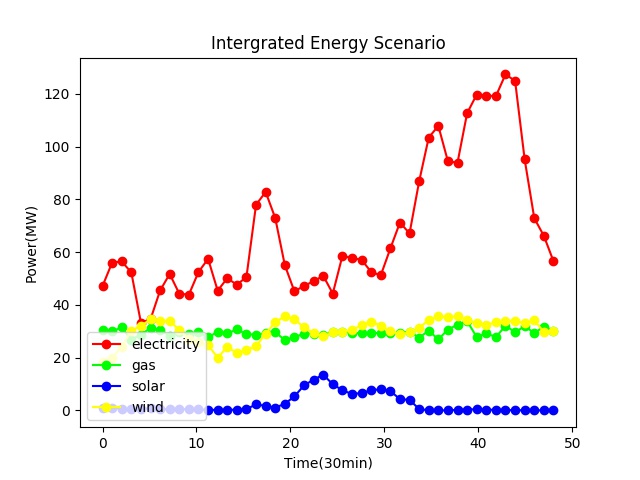 Intergrated Energy Scenario
Power(MW)
120
100
80
60
40
20
0
electricity
gas
solar
wind
0 10 20 30 40 50
Time(30min)